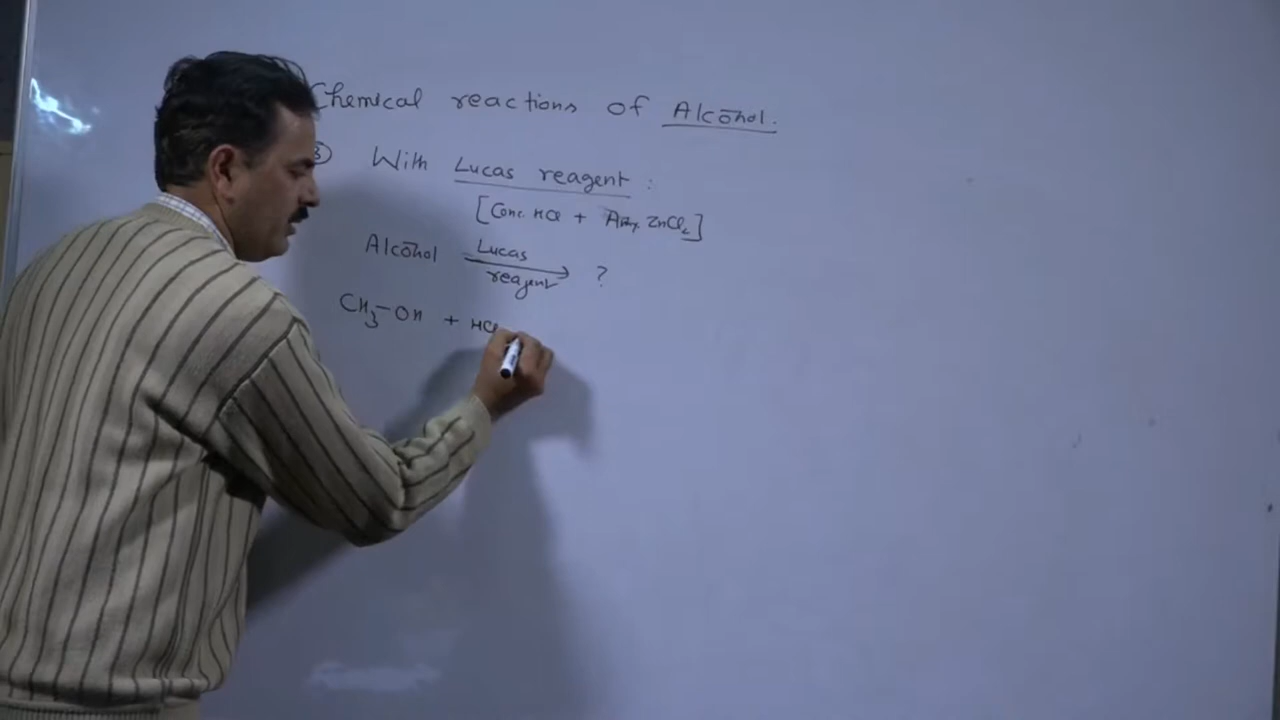 Chemical reactions of Alcohol.
3) With Lucas reagent :
[Conc. HCl + Anhy. ZnCl2]
Alcohol Lucas reagent → ?
CH3-OH + HCl